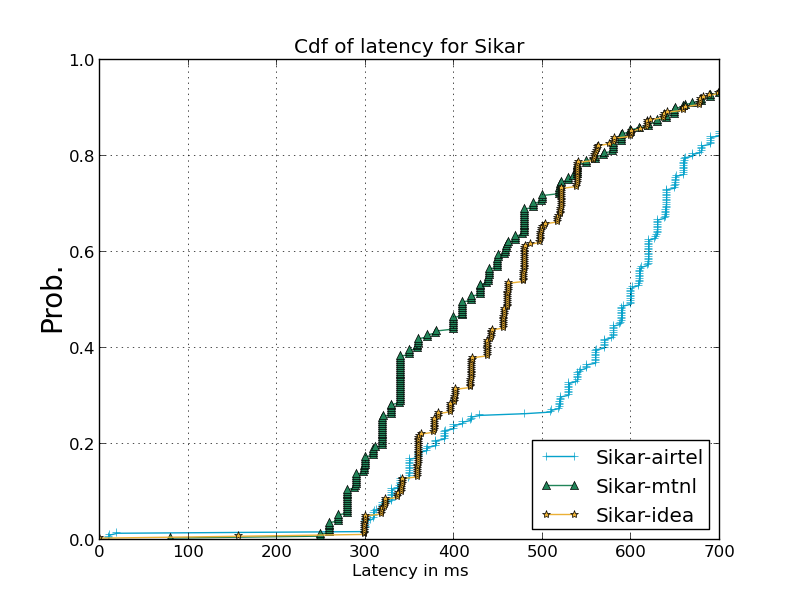 Cdf of latency for Sikar
1.0
0.8
0.6
0.4
0.2
0.0
Prob.
0 100 200 300 400 500 600 700
Latency in ms
Sikar-airtel
Sikar-mtnl
Sikar-idea